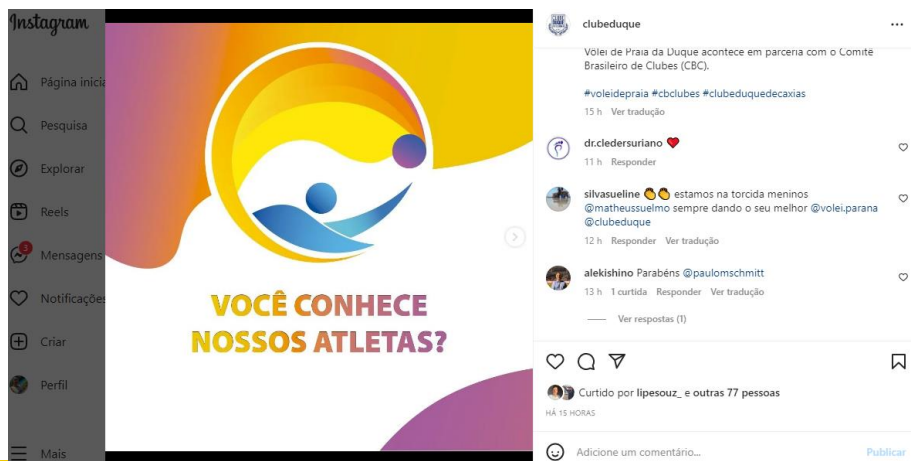 Instagram
Página inicia
Pesquisa
Explorar
Reels
3
Mensagens
Notificações
Criar
Perfil
Mais
VOCÊ CONHECE
NOSSOS ATLETAS?
clubeduque
Vôlei de Praia da Duque acontece em parceria com o Comitê
Brasileiro de Clubes (CBC).
#voleidepraia #cbclubes #clubeduquedecaxias
15 h Ver tradução
dr.cledersuriano
11 h Responder
silvasueline 👏👏 estamos na torcida meninos
@matheussuelmo sempre dando o seu melhor @volei.parana
@clubeduque
12 h Responder Ver tradução
alekishino Parabéns @paulomschmitt
13 h 1 curtida Responder Ver tradução
Ver respostas (1)
Curtido por lipesouz_ e outras 77 pessoas
HÁ 15 HORAS
Adicione um comentário...
Publicar